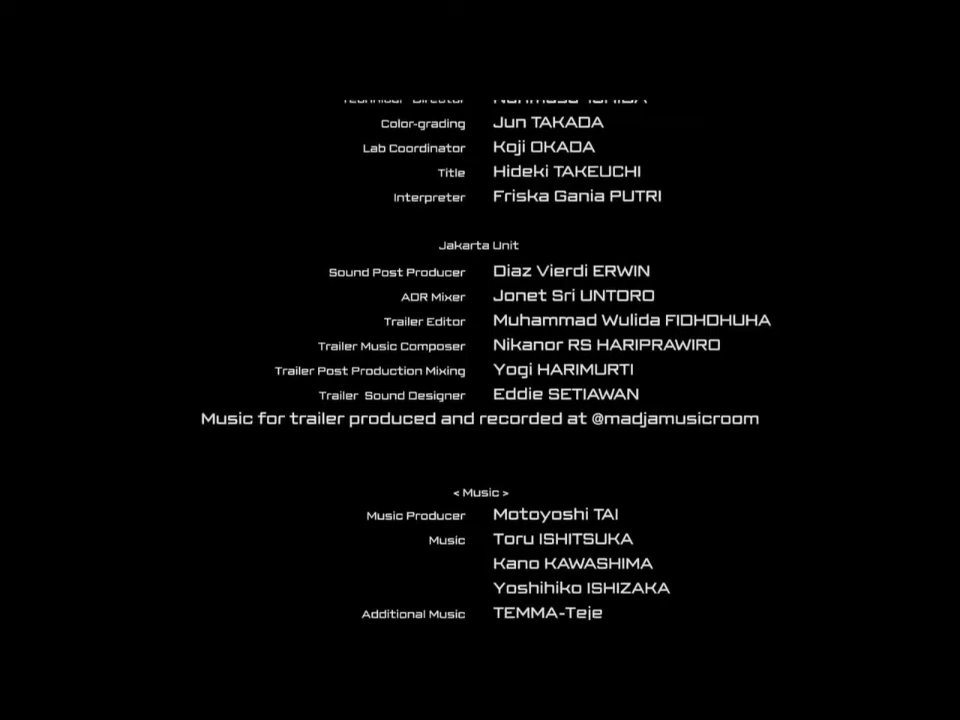 Color-grading Jun TAKADA
Lab Coordinator Koji OKADA
Title Hideki TAKEUCHI
Interpreter Friska Gania PUTRI
Jakarta Unit
Sound Post Producer Diaz Vierdi ERWIN
ADR Mixer Jonet Sri UNTORO
Trailer Editor Muhammad Wulida FIDHDHUHA
Trailer Music Composer Nikanor RS HARIPRAWIRO
Trailer Post Production Mixing Yogi HARIMURTI
Trailer Sound Designer Eddie SETIAWAN
Music for trailer produced and recorded at @madjamusicroom
< Music >
Music Producer Motoyoshi TAI
Music Toru ISHITSUKA
Kano KAWASHIMA
Yoshihiko ISHIZAKA
Additional Music TEMMA-Teje